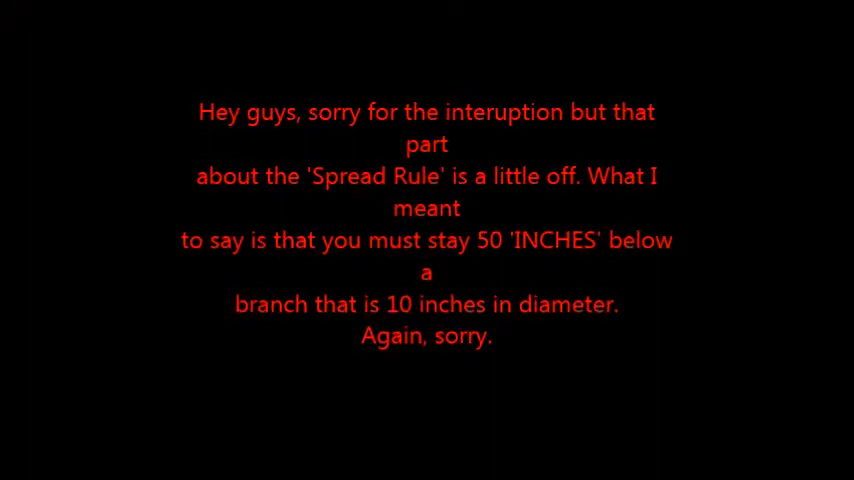 Hey guys, sorry for the interuption but that
part
about the 'Spread Rule' is a little off. What I
meant
to say is that you must stay 50 'INCHES' below
a
branch that is 10 inches in diameter.
Again, sorry.